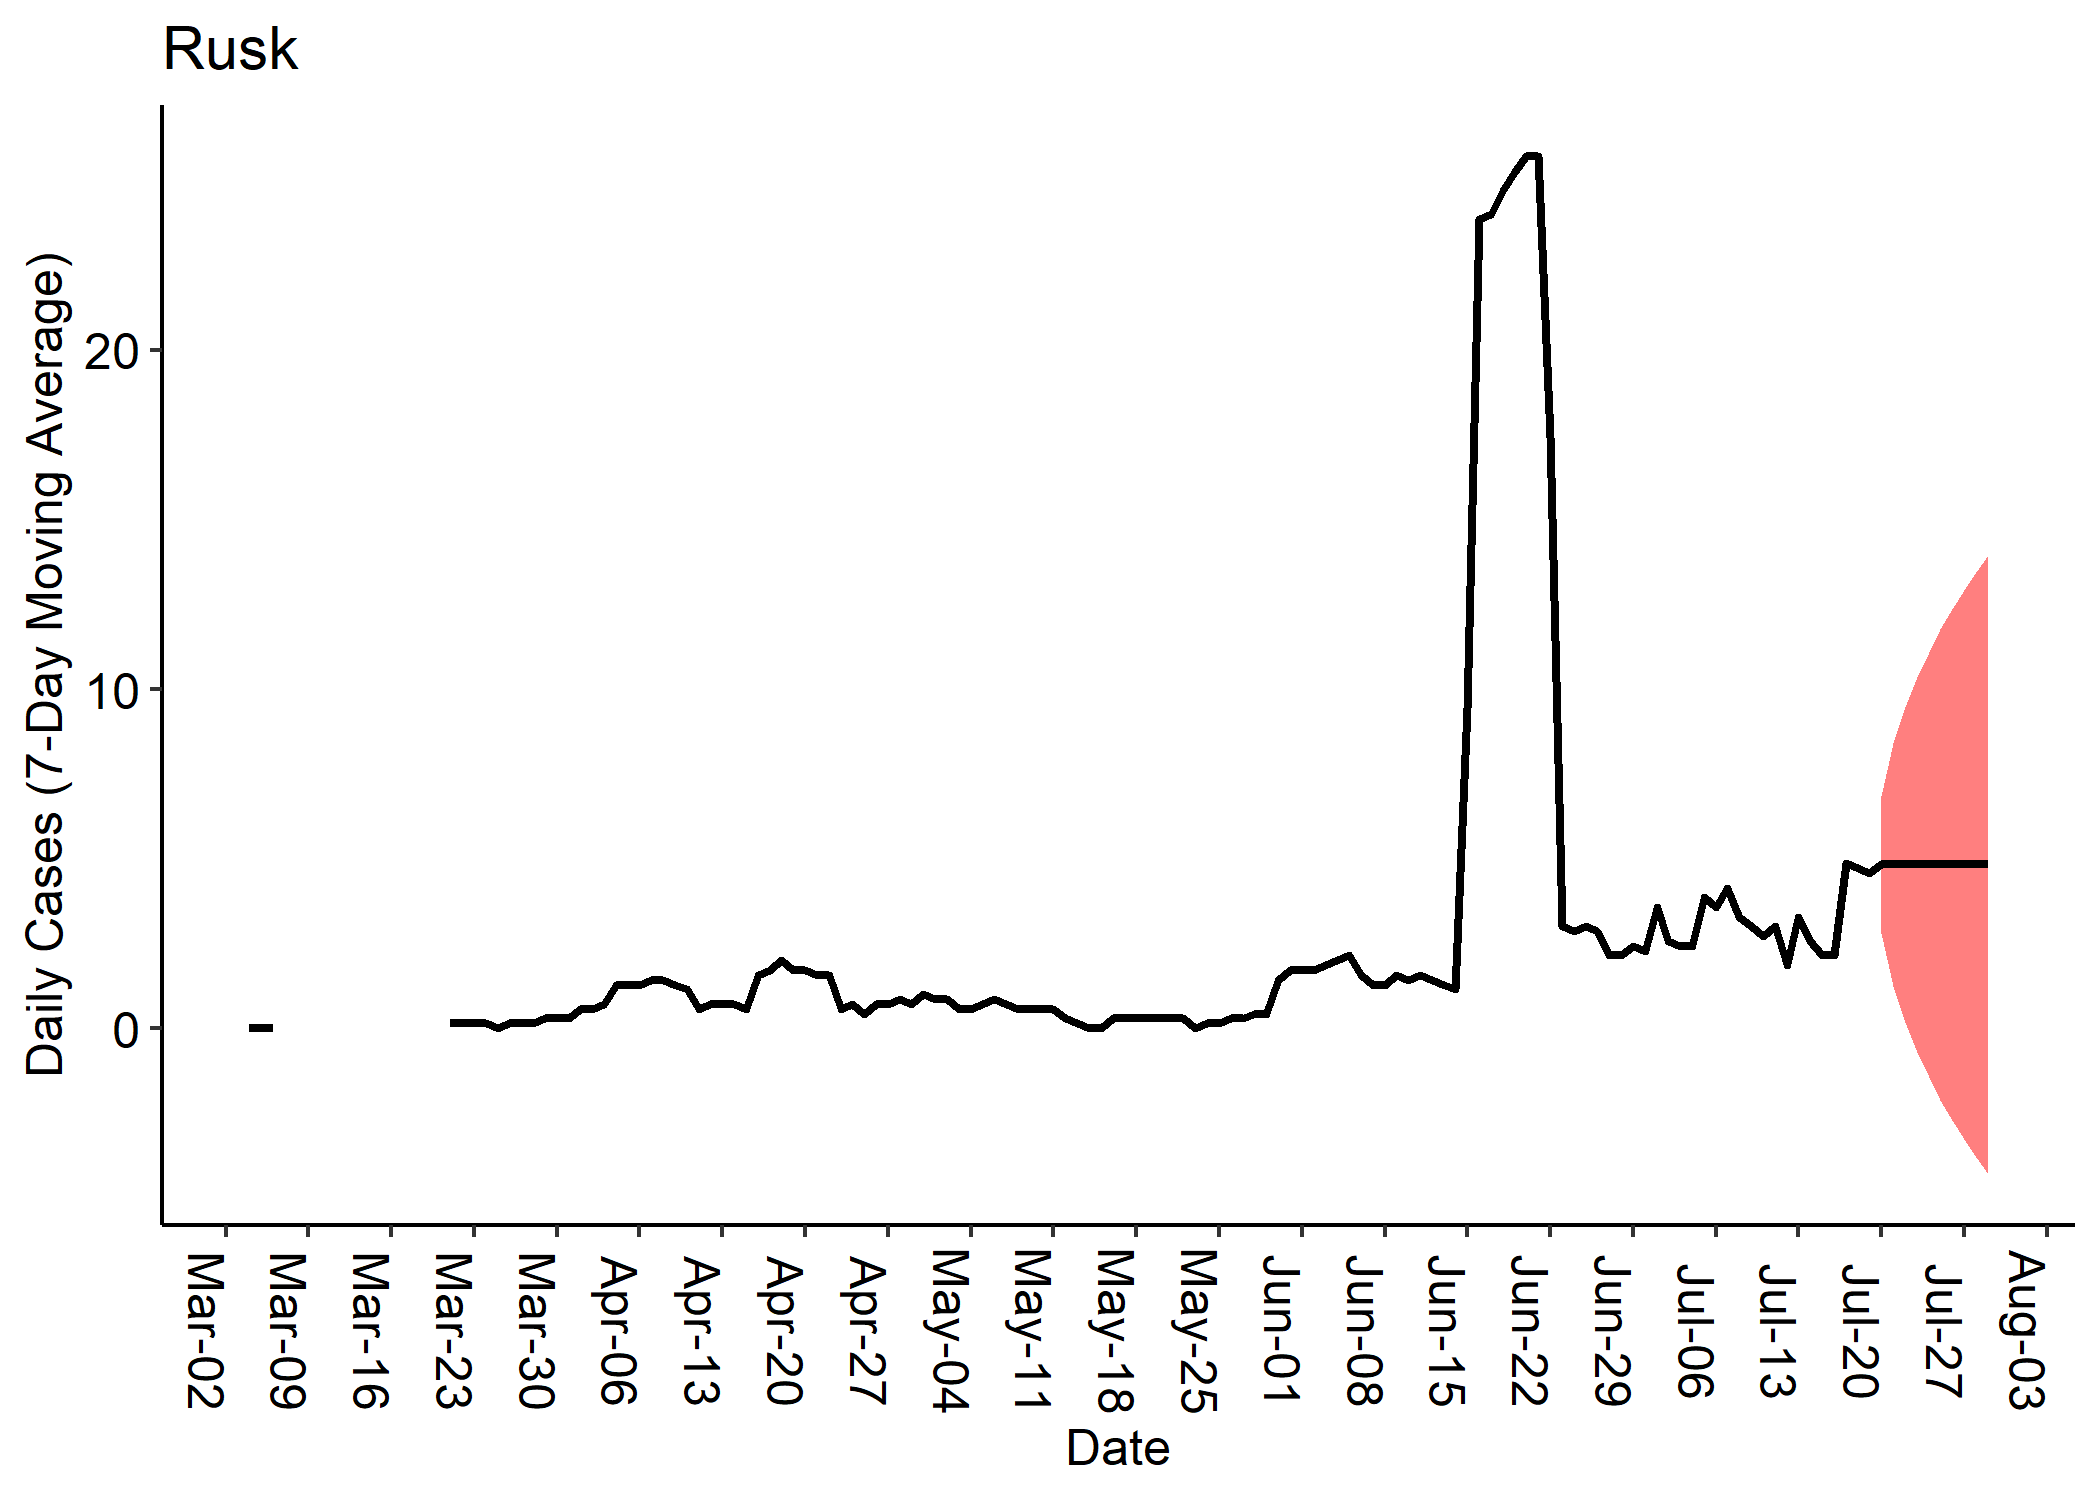 Rusk
Daily Cases (7-Day Moving Average)
20
10
0
Mar-02
Mar-09
Mar-16
Mar-23
Mar-30
Apr-06
Apr-13
Apr-20
Apr-27
May-04
May-11
May-18
May-25
Jun-01
Jun-08
Jun-15
Jun-22
Jun-29
Jul-06
Jul-13
Jul-20
Jul-27
Aug-03
Date